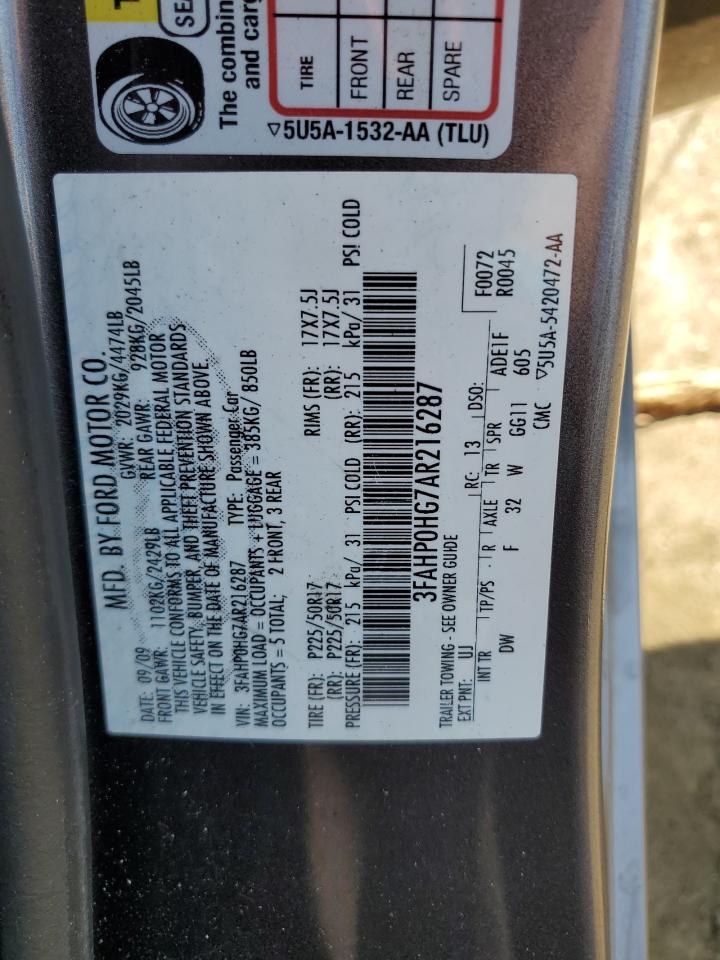 T
SEA
The combin
and carg
TIRE
FRONT
REAR
SPARE
▽5U5A-1532-AA (TLU)
MFD. BY FORD MOTOR CO.
DATE: 09/09 GVWR: 2029KG/4474LB
FRONT GAWR: 1102KG/2429LB REAR GAWR: 928KG/2045LB
THIS VEHICLE CONFORMS TO ALL APPLICABLE FEDERAL MOTOR
VEHICLE SAFETY, BUMPER, AND THEFT PREVENTION STANDARDS
IN EFFECT ON THE DATE OF MANUFACTURE SHOWN ABOVE.
VIN: 3FAHP0HG7AR216287 TYPE: Passenger Car
MAXIMUM LOAD = OCCUPANTS + LUGGAGE = 385KG/ 850LB
OCCUPANTS = 5 TOTAL; 2 FRONT, 3 REAR
TIRE (FR): P225/50R17 RIMS (FR): 17X7.5J
(RR): P225/50R17 (RR): 17X7.5J
PRESSURE (FR): 215 kPa/ 31 PSI COLD (RR): 215 kPa/ 31 PSI COLD
3FAHP0HG7AR216287
TRAILER TOWING - SEE OWNER GUIDE
EXT PNT: UJ RC: 13 DSO: F0072
R0045
INT TR TP/PS R AXLE TR SPR ADE1F
DW F 32 W GG11 605
CMC ▽5U5A-5420472-AA